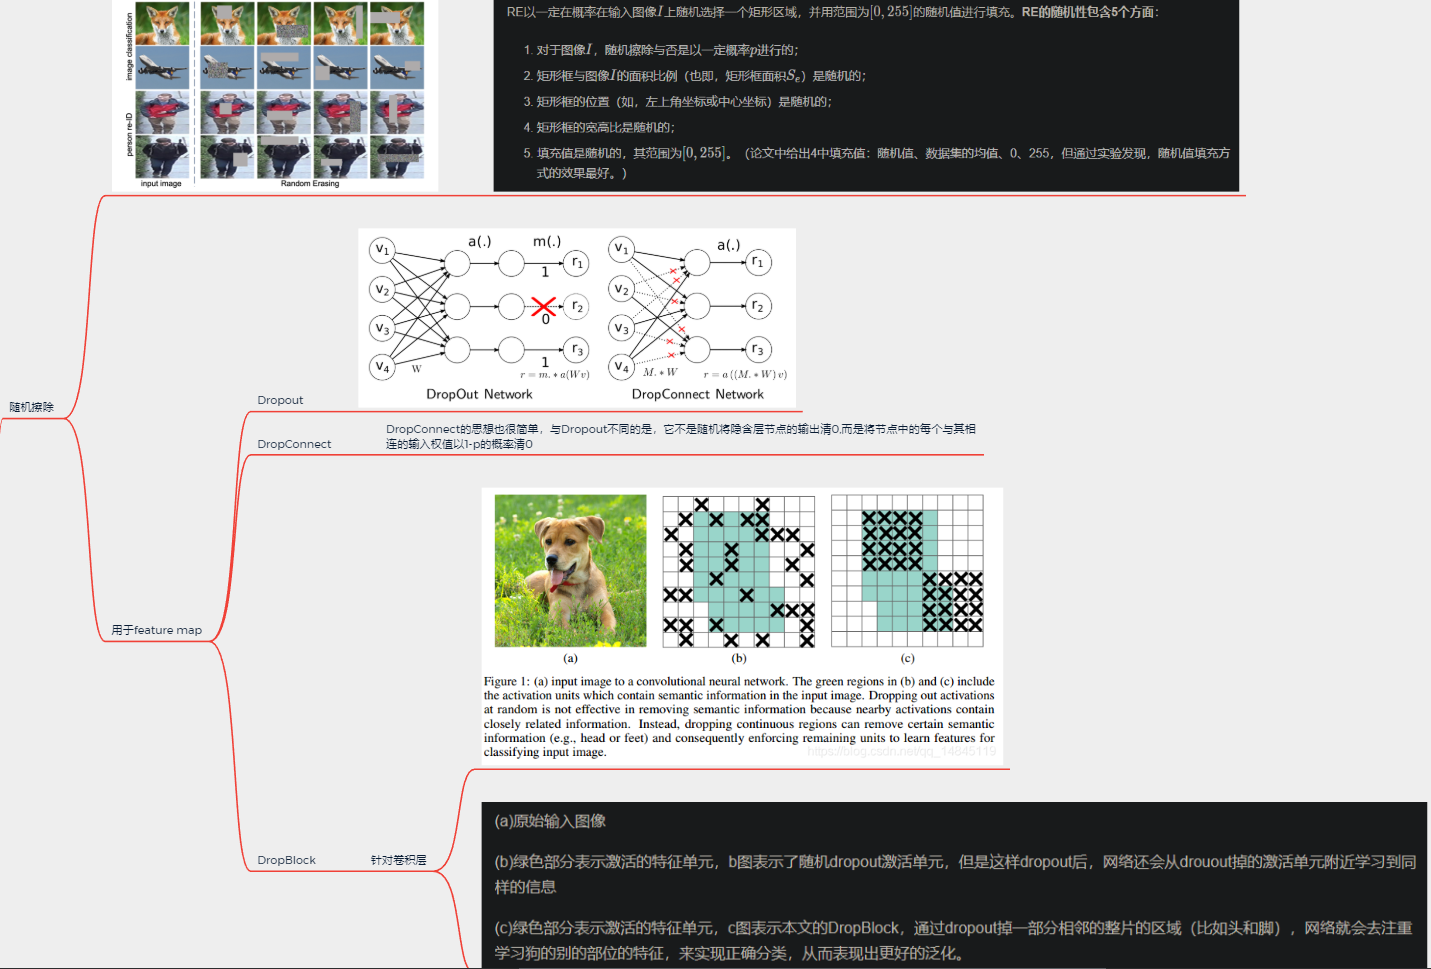 image classification
person re-ID
input image
Random Erasing
RE以一定在概率在输入图像I上随机选择一个矩形区域，并用范围为[0, 255]的随机值进行填充。RE的随机性包含5个方面：
1. 对于图像I，随机擦除与否是以一定概率p进行的；
2. 矩形框与图像I的面积比例（也即，矩形框面积Se）是随机的；
3. 矩形框的位置（如，左上角坐标或中心坐标）是随机的；
4. 矩形框的宽高比是随机的；
5. 填充值是随机的，其范围为[0, 255]。（论文中给出4中填充值：随机值、数据集的均值、0、255，但通过实验发现，随机值填充方
式的效果最好。）
随机擦除
用于feature map
Dropout
v1
v2
v3
v4
a(.)
m(.)
1
0
1
r1
r2
r3
W
r = m. * a(Wv)
DropOut Network
v1
v2
v3
v4
a(.)
r1
r2
r3
M. * W
r = a ((M. * W) v)
DropConnect Network
DropConnect
DropConnect的思想也很简单，与Dropout不同的是，它不是随机将隐含层节点的输出清0,而是将节点中的每个与其相
连的输入权值以1-p的概率清0
DropBlock
针对卷积层
(a)
(b)
(c)
Figure 1: (a) input image to a convolutional neural network. The green regions in (b) and (c) include
the activation units which contain semantic information in the input image. Dropping out activations
at random is not effective in removing semantic information because nearby activations contain
closely related information. Instead, dropping continuous regions can remove certain semantic
information (e.g., head or feet) and consequently enforcing remaining units to learn features for
classifying input image.
https://blog.csdn.net/qq_14845119
(a)原始输入图像
(b)绿色部分表示激活的特征单元，b图表示了随机dropout激活单元，但是这样dropout后，网络还会从drouout掉的激活单元附近学习到同
样的信息
(c)绿色部分表示激活的特征单元，c图表示本文的DropBlock，通过dropout掉一部分相邻的整片的区域（比如头和脚），网络就会去注重
学习狗的别的部位的特征，来实现正确分类，从而表现出更好的泛化。